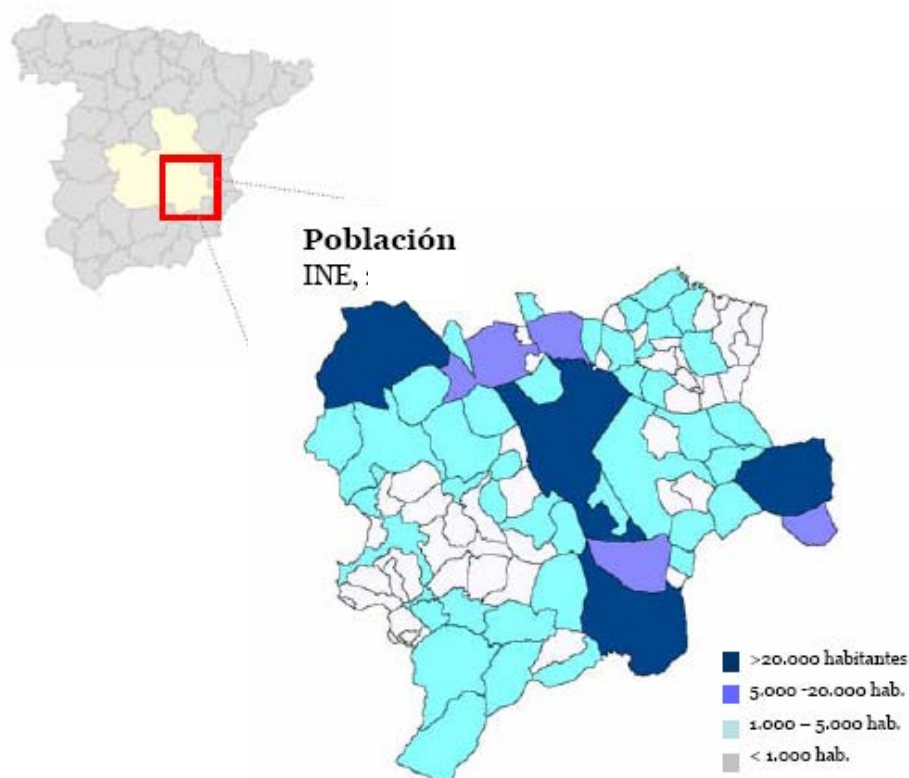 Población
INE,
>20.000 habitantes
5.000 -20.000 hab.
1.000 – 5.000 hab.
< 1.000 hab.